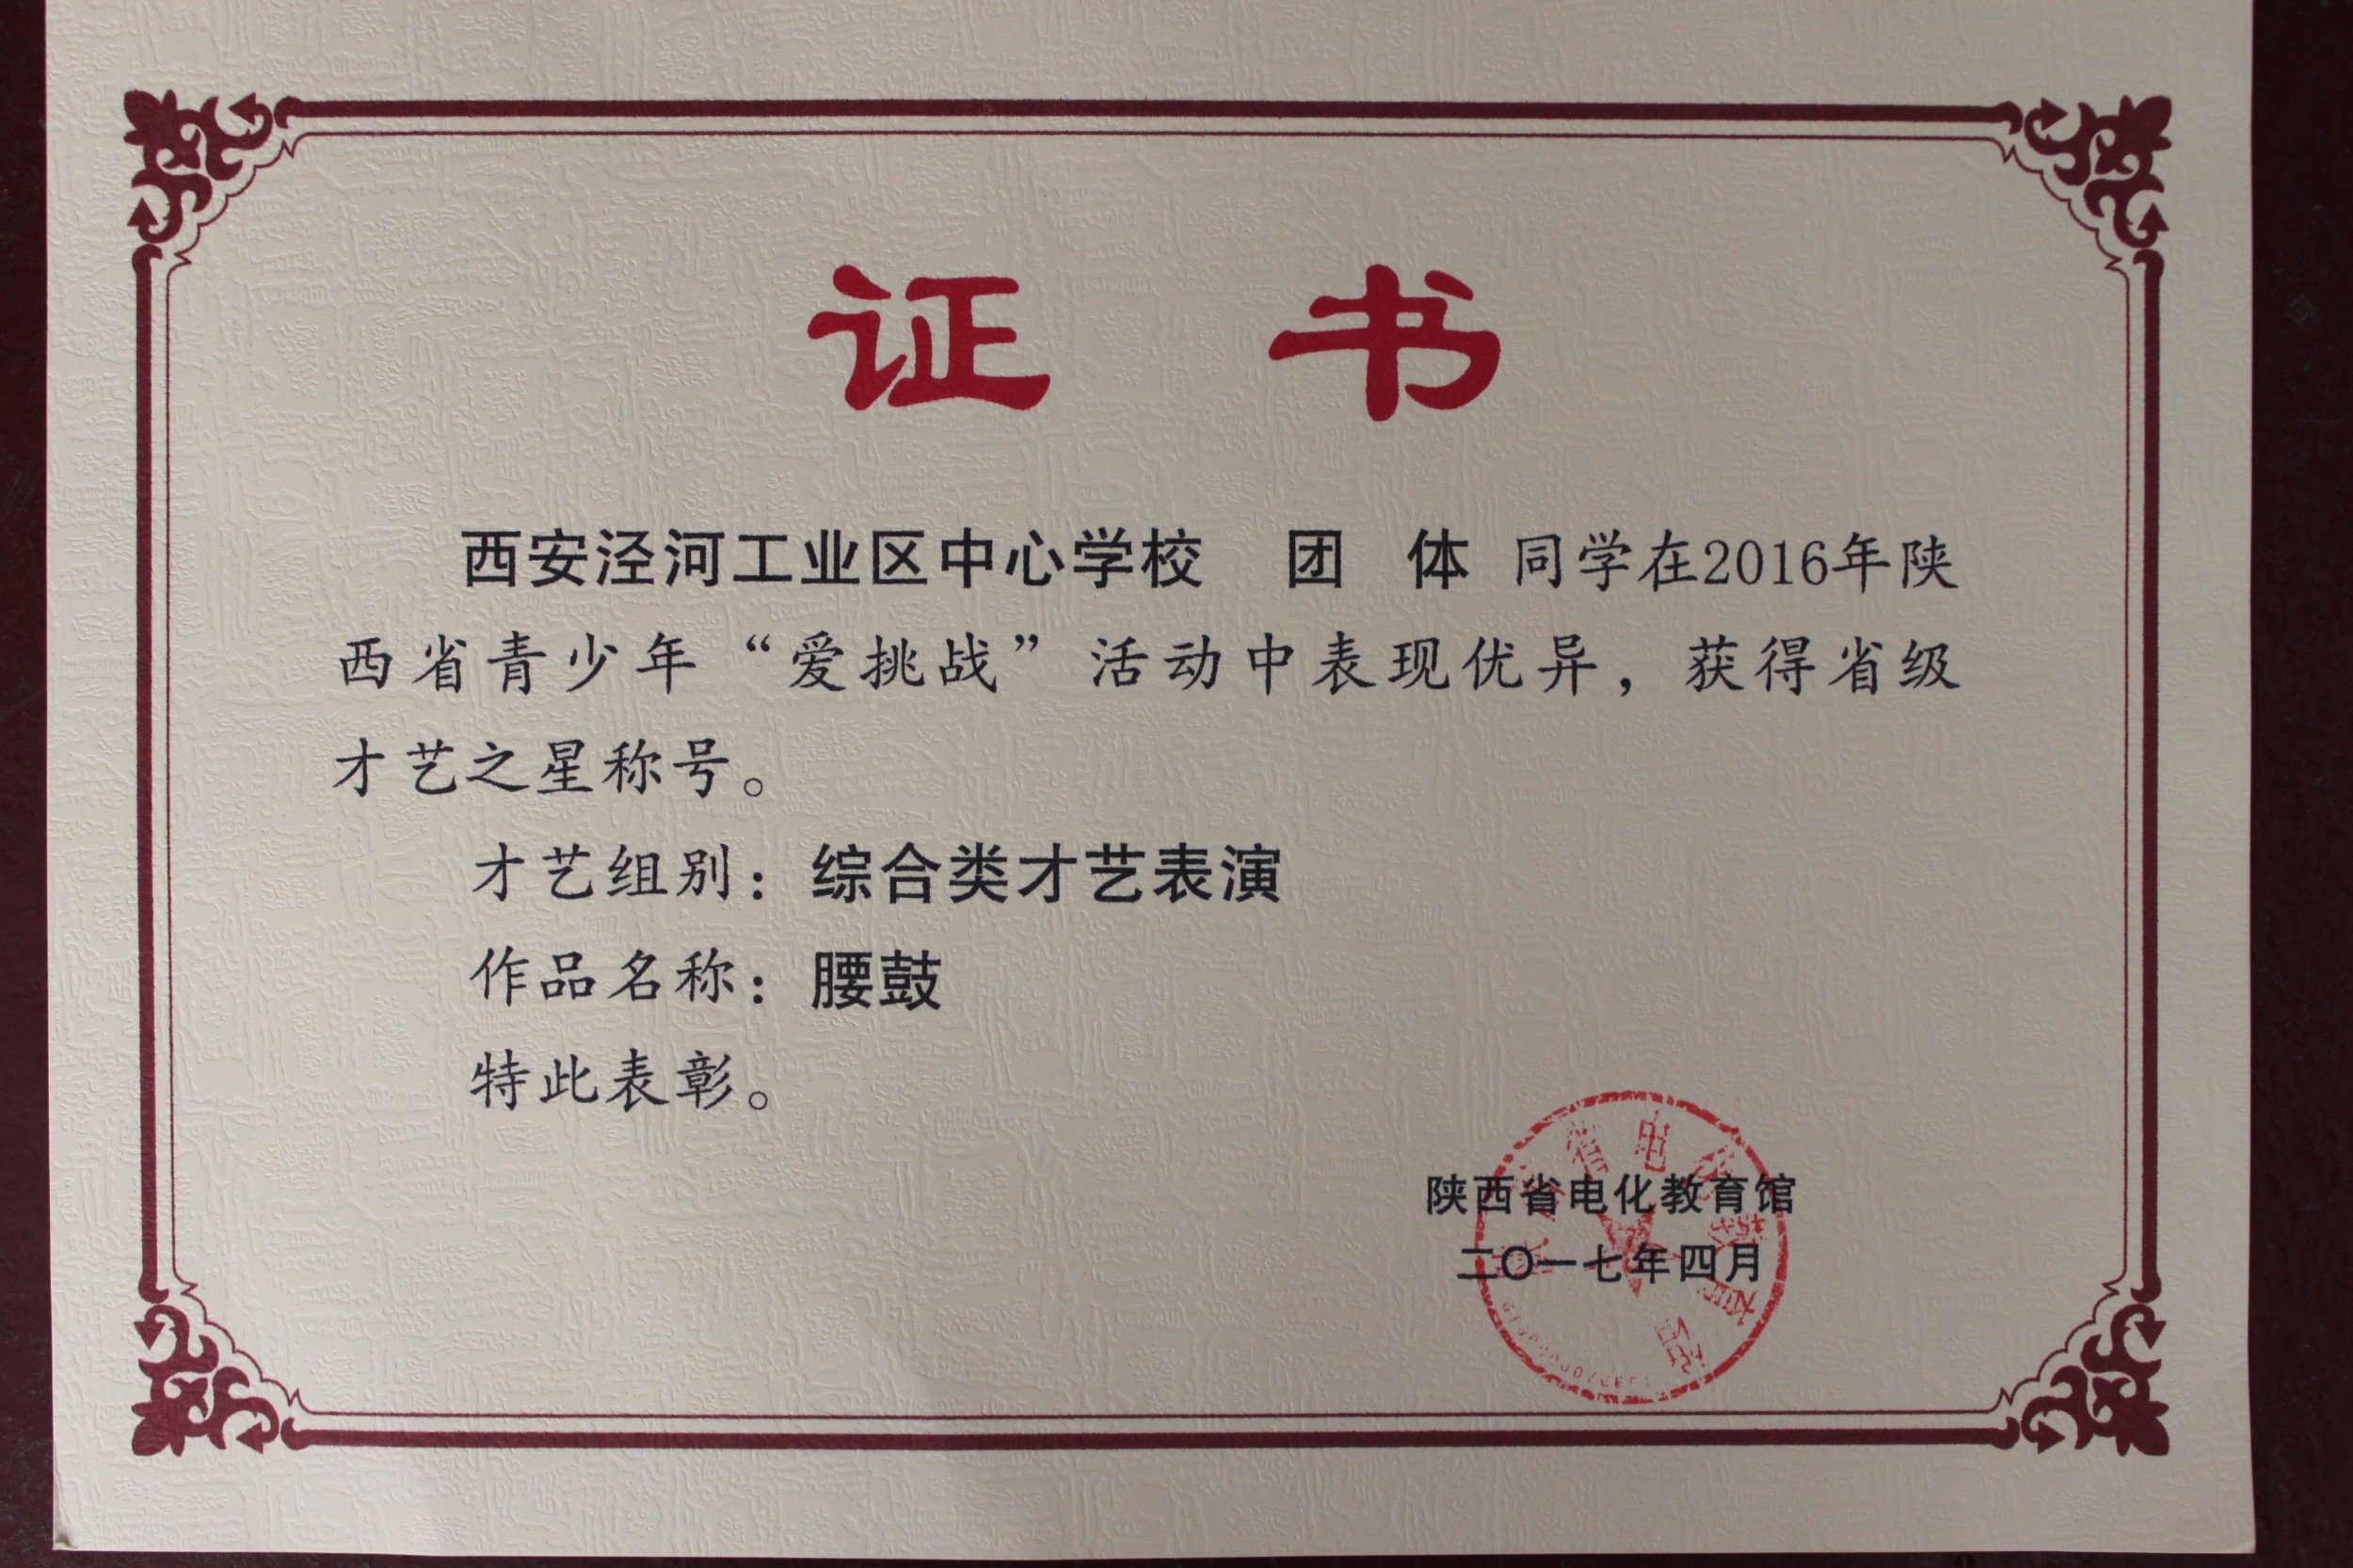 证 书
西安泾河工业区中心学校 团 体 同学在2016年陕
西省青少年“爱挑战”活动中表现优异，获得省级
才艺之星称号。
才艺组别：综合类才艺表演
作品名称：腰鼓
特此表彰。
陕西省电化教育馆
二〇一七年四月